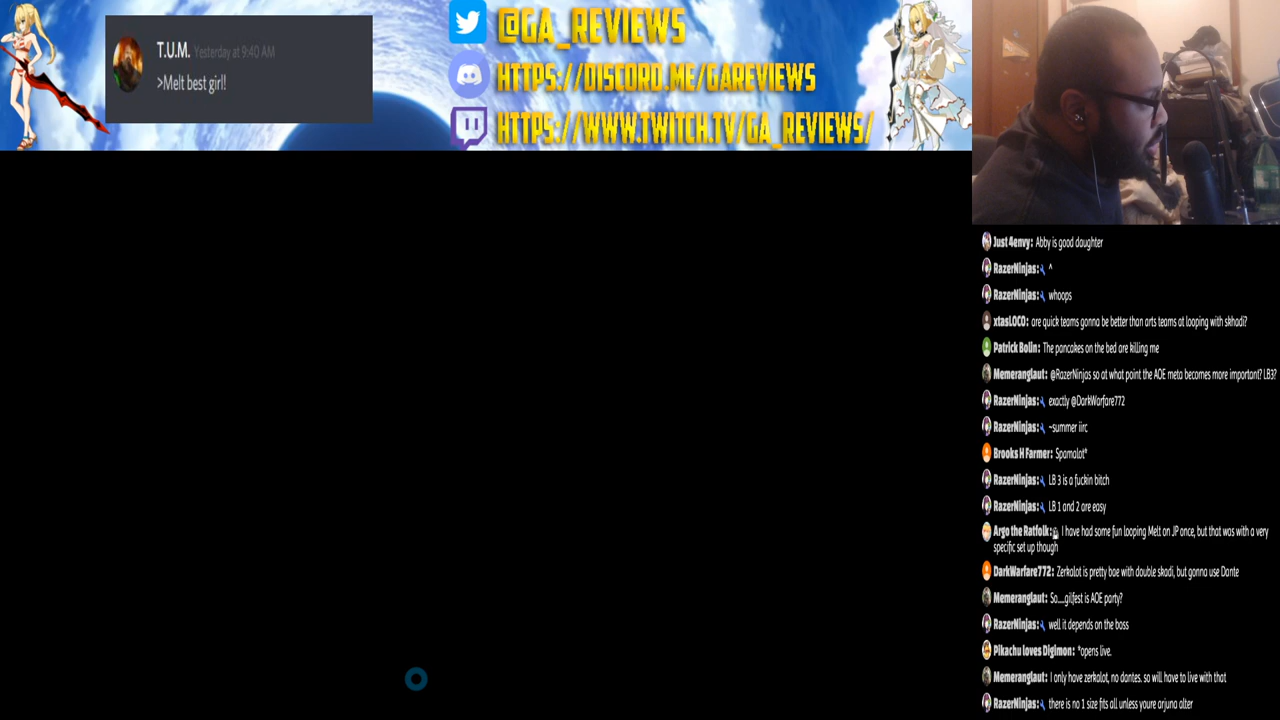 T.U.M. Yesterday at 9:40 AM
>Melt best girl!
@GA_REVIEWS
HTTPS://DISCORD.ME/GAREVIEWS
HTTPS://WWW.TWITCH.TV/GA_REVIEWS/
Just 4envy: Abby is good daughter
RazerNinjas: ^
RazerNinjas: whoops
xtasLOCO: are quick teams gonna be better than arts teams at looping with skhadi?
Patrick Bolin: The pancakes on the bed are killing me
Memeranglaut: @RazerNinjas so at what point the AOE meta becomes more important? LB3?
RazerNinjas: exactly @DarkWarfare772
RazerNinjas: ~summer iirc
Brooks H Farmer: Spamalot*
RazerNinjas: LB 3 is a fuckin bitch
RazerNinjas: LB 1 and 2 are easy
Argo the Ratfolk: I have had some fun looping Melt on JP once, but that was with a very
specific set up though
DarkWarfare772: Zerkalot is pretty bae with double skadi, but gonna use Dante
Memeranglaut: So....gilfest is AOE party?
RazerNinjas: well it depends on the boss
Pikachu loves Digimon: *opens live.
Memeranglaut: I only have zerkalot, no dantes. so will have to live with that
RazerNinjas: there is no 1 size fits all unless youre arjuna alter